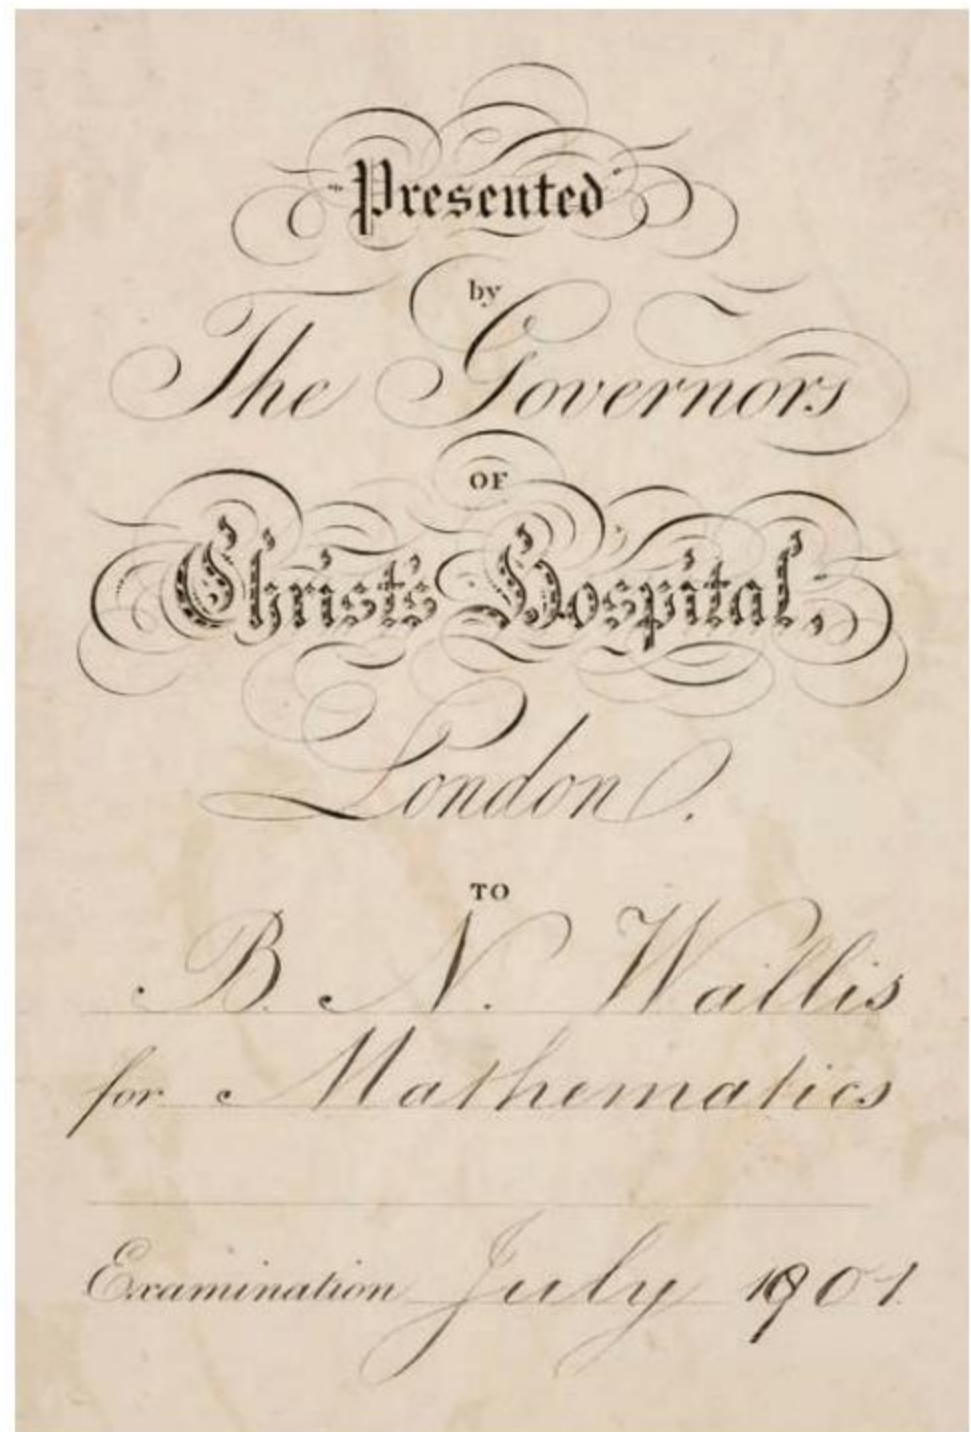 Presented
by
The Governors
OF
Christ's Hospital,
London.
TO
B. N. Wallis
for Mathematics
Examination July 1901